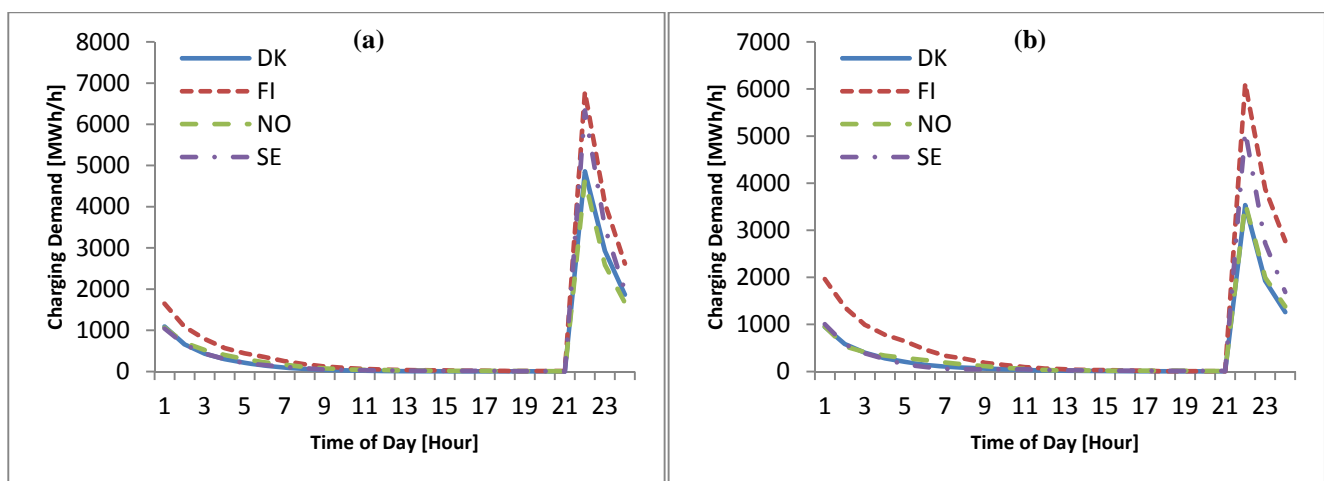 (a)
Charging Demand [MWh/h]
8000
7000
6000
5000
4000
3000
2000
1000
0
DK
FI
NO
SE
1 3 5 7 9 11 13 15 17 19 21 23
Time of Day [Hour]
(b)
Charging Demand [MWh/h]
7000
6000
5000
4000
3000
2000
1000
0
DK
FI
NO
SE
1 3 5 7 9 11 13 15 17 19 21 23
Time of Day [Hour]